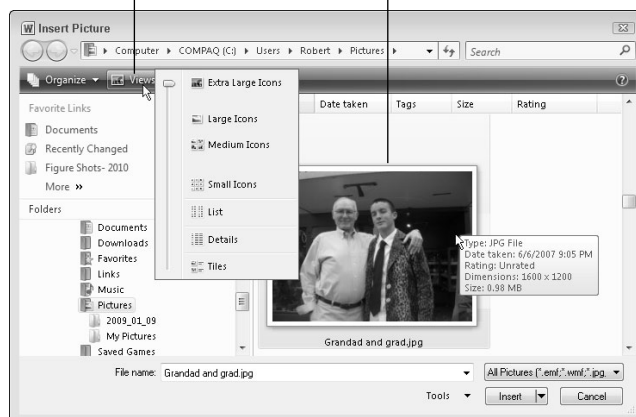 Insert Picture
Computer ▸ COMPAQ (C:) ▸ Users ▸ Robert ▸ Pictures ▸
Search
Organize
Views
Extra Large Icons
Large Icons
Medium Icons
Small Icons
List
Details
Tiles
Date taken
Tags
Size
Rating
Favorite Links
Documents
Recently Changed
Figure Shots- 2010
More »
Folders
Documents
Downloads
Favorites
Links
Music
Pictures
2009_01_09
My Pictures
Saved Games
Type: JPG File
Date taken: 6/6/2007 9:05 PM
Rating: Unrated
Dimensions: 1600 x 1200
Size: 0.98 MB
Grandad and grad.jpg
File name: Grandad and grad.jpg
All Pictures (*.emf;*.wmf;*.jpg,
Tools
Insert
Cancel